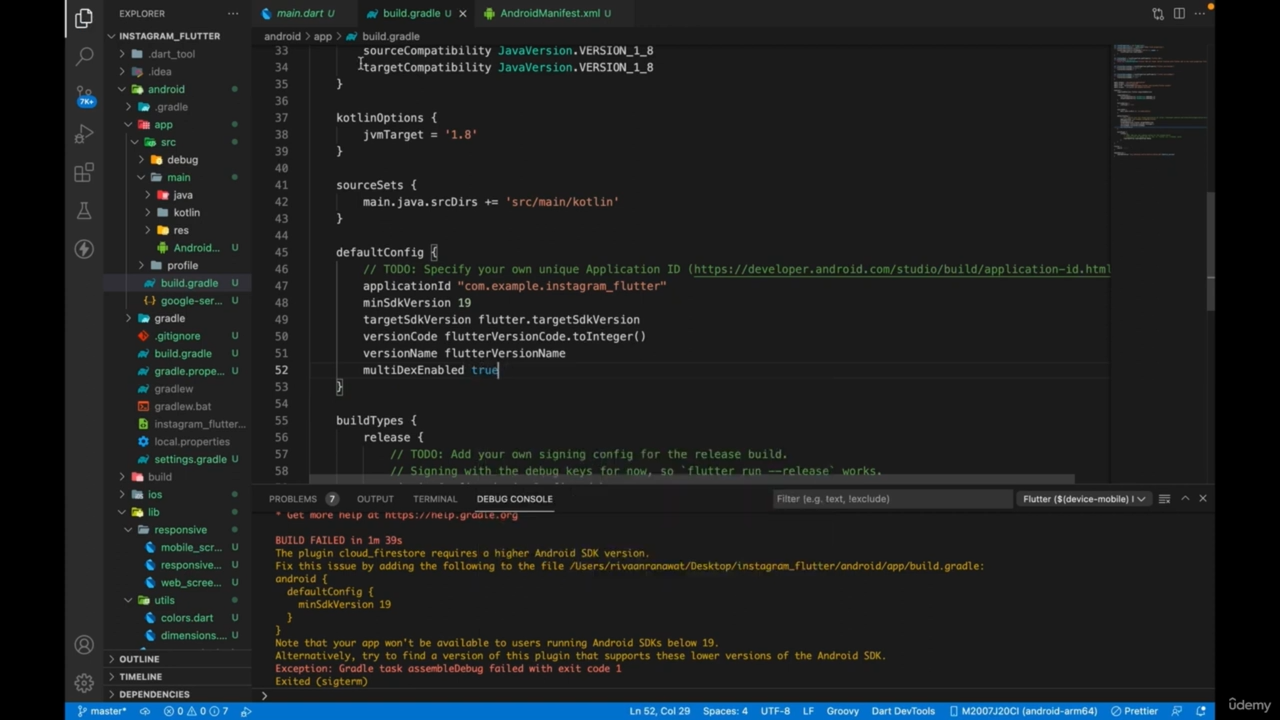 EXPLORER
main.dart U
build.gradle U
AndroidManifest.xml U
INSTAGRAM_FLUTTER
android > app > build.gradle
.dart_tool
.idea
android
.gradle
app
src
debug
main
java
kotlin
res
Android... U
profile
build.gradle U
google-ser... U
gradle
.gitignore U
build.gradle U
gradle.prope... U
gradlew
gradlew.bat
instagram_flutter...
local.properties
settings.gradle U
build
ios
lib
responsive
mobile_scr... U
responsive... U
web_scree... U
utils
colors.dart U
dimensions... U
OUTLINE
TIMELINE
DEPENDENCIES
7K+
33 sourceCompatibility JavaVersion.VERSION_1_8
34 targetCompatibility JavaVersion.VERSION_1_8
35 }
36
37 kotlinOptions {
38 jvmTarget = '1.8'
39 }
40
41 sourceSets {
42 main.java.srcDirs += 'src/main/kotlin'
43 }
44
45 defaultConfig {
46 // TODO: Specify your own unique Application ID (https://developer.android.com/studio/build/application-id.html
47 applicationId "com.example.instagram_flutter"
48 minSdkVersion 19
49 targetSdkVersion flutter.targetSdkVersion
50 versionCode flutterVersionCode.toInteger()
51 versionName flutterVersionName
52 multiDexEnabled true
53 }
54
55 buildTypes {
56 release {
57 // TODO: Add your own signing config for the release build.
58 // Signing with the debug keys for now, so `flutter run --release` works.
PROBLEMS 7 OUTPUT TERMINAL DEBUG CONSOLE
Filter (e.g. text, !exclude)
Flutter ($(device-mobile) I
* Get more help at https://help.gradle.org
BUILD FAILED in 1m 39s
The plugin cloud_firestore requires a higher Android SDK version.
Fix this issue by adding the following to the file /Users/rivaanranawat/Desktop/instagram_flutter/android/app/build.gradle:
android {
defaultConfig {
minSdkVersion 19
}
}
Note that your app won't be available to users running Android SDKs below 19.
Alternatively, try to find a version of this plugin that supports these lower versions of the Android SDK.
Exception: Gradle task assembleDebug failed with exit code 1
Exited (sigterm)
>
master* 0 0 7 Ln 52, Col 29 Spaces: 4 UTF-8 LF Groovy Dart DevTools M2007J20CI (android-arm64) Prettier
udemy